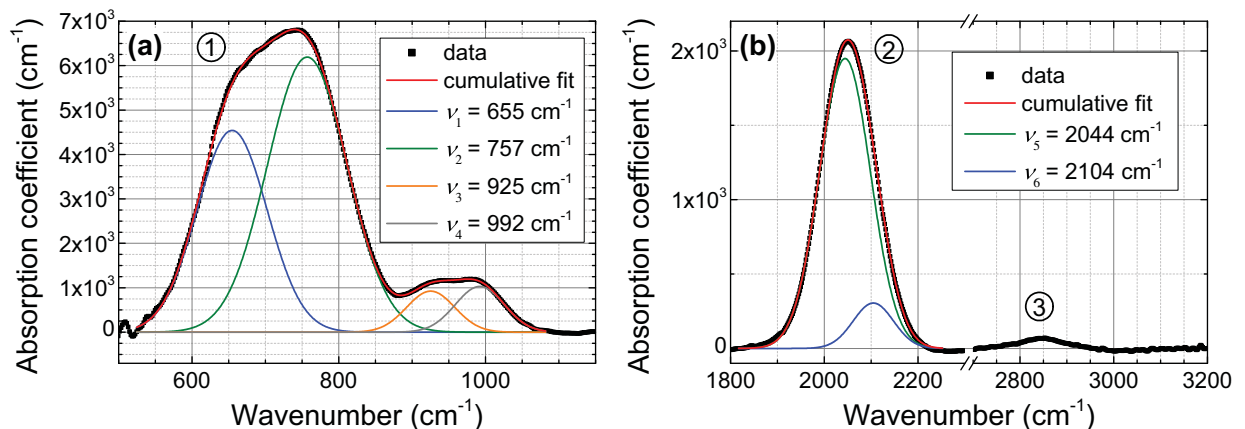 (a)
①
Absorption coefficient (cm⁻¹)
7x10³
6x10³
5x10³
4x10³
3x10³
2x10³
1x10³
0
data
cumulative fit
ν₁ = 655 cm⁻¹
ν₂ = 757 cm⁻¹
ν₃ = 925 cm⁻¹
ν₄ = 992 cm⁻¹
600 800 1000
Wavenumber (cm⁻¹)
(b)
②
③
Absorption coefficient (cm⁻¹)
2x10³
1x10³
0
data
cumulative fit
ν₅ = 2044 cm⁻¹
ν₆ = 2104 cm⁻¹
1800 2000 2200 2800 3000 3200
Wavenumber (cm⁻¹)